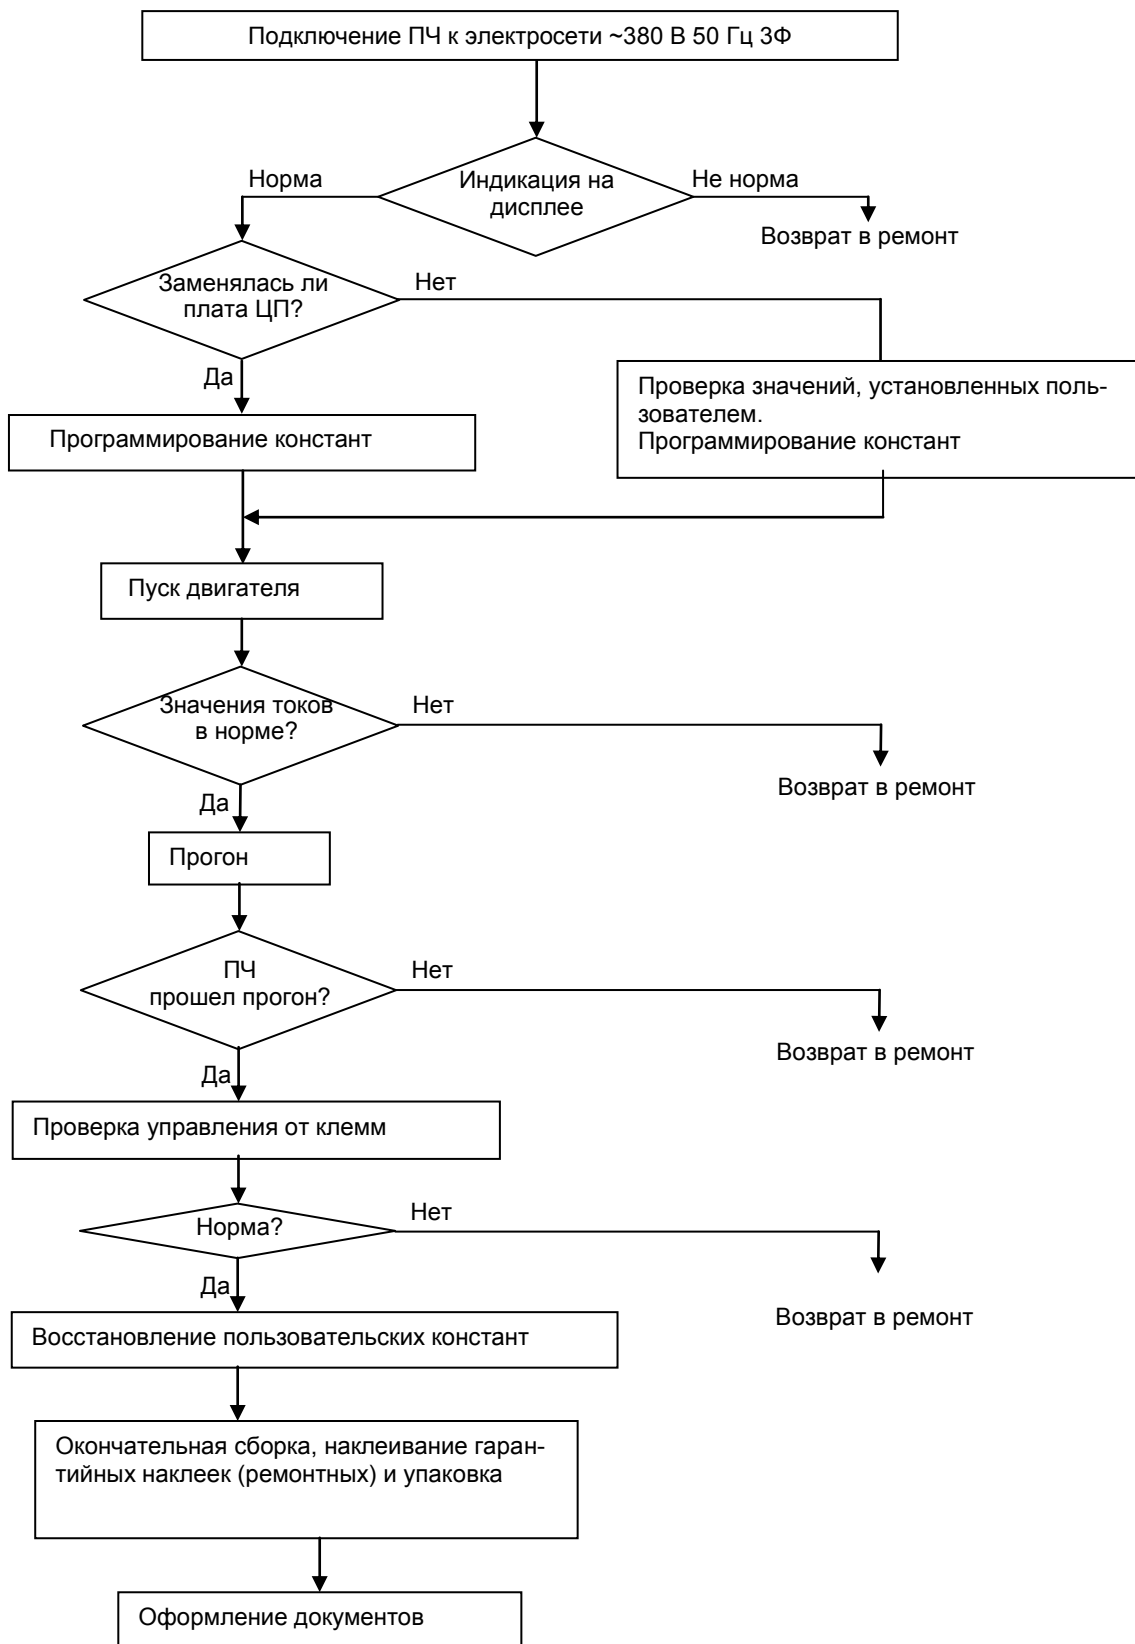 Подключение ПЧ к электросети ~380 В 50 Гц 3Ф
Норма
Индикация на
дисплее
Не норма
Возврат в ремонт
Заменялась ли
плата ЦП?
Нет
Да
Проверка значений, установленных поль-
зователем.
Программирование констант
Программирование констант
Пуск двигателя
Значения токов
в норме?
Нет
Возврат в ремонт
Да
Прогон
ПЧ
прошел прогон?
Нет
Возврат в ремонт
Да
Проверка управления от клемм
Норма?
Нет
Да
Возврат в ремонт
Восстановление пользовательских констант
Окончательная сборка, наклеивание гаран-
тийных наклеек (ремонтных) и упаковка
Оформление документов